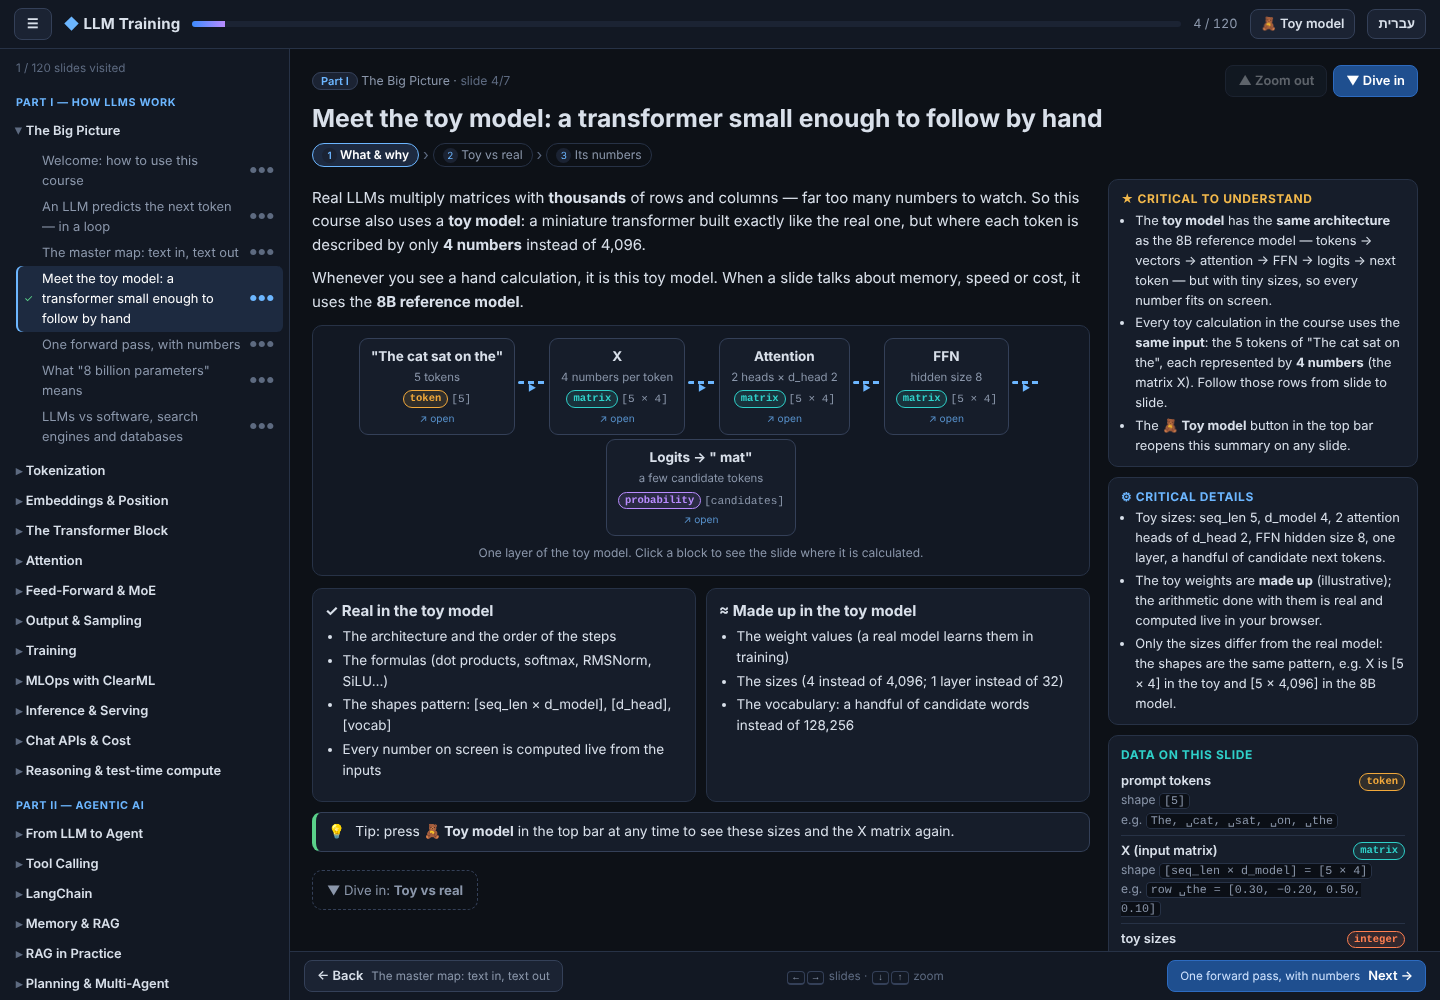 ☰
◆ LLM Training
4 / 120
🧸 Toy model
עברית
1 / 120 slides visited
PART I — HOW LLMS WORK
▾ The Big Picture
Welcome: how to use this
course
An LLM predicts the next token
— in a loop
The master map: text in, text out
✓ Meet the toy model: a
transformer small enough to
follow by hand
One forward pass, with numbers
What "8 billion parameters"
means
LLMs vs software, search
engines and databases
▸ Tokenization
▸ Embeddings & Position
▸ The Transformer Block
▸ Attention
▸ Feed-Forward & MoE
▸ Output & Sampling
▸ Training
▸ MLOps with ClearML
▸ Inference & Serving
▸ Chat APIs & Cost
▸ Reasoning & test-time compute
PART II — AGENTIC AI
▸ From LLM to Agent
▸ Tool Calling
▸ LangChain
▸ Memory & RAG
▸ RAG in Practice
▸ Planning & Multi-Agent
Part I The Big Picture · slide 4/7
▲ Zoom out
▼ Dive in
Meet the toy model: a transformer small enough to follow by hand
1 What & why › 2 Toy vs real › 3 Its numbers
Real LLMs multiply matrices with thousands of rows and columns — far too many numbers to watch. So this
course also uses a toy model: a miniature transformer built exactly like the real one, but where each token is
described by only 4 numbers instead of 4,096.
Whenever you see a hand calculation, it is this toy model. When a slide talks about memory, speed or cost, it
uses the 8B reference model.
"The cat sat on the"
5 tokens
token [5]
↗ open
X
4 numbers per token
matrix [5 × 4]
↗ open
Attention
2 heads × d_head 2
matrix [5 × 4]
↗ open
FFN
hidden size 8
matrix [5 × 4]
↗ open
Logits → " mat"
a few candidate tokens
probability [candidates]
↗ open
One layer of the toy model. Click a block to see the slide where it is calculated.
✓ Real in the toy model
• The architecture and the order of the steps
• The formulas (dot products, softmax, RMSNorm,
SiLU...)
• The shapes pattern: [seq_len × d_model], [d_head],
[vocab]
• Every number on screen is computed live from the
inputs
≈ Made up in the toy model
• The weight values (a real model learns them in
training)
• The sizes (4 instead of 4,096; 1 layer instead of 32)
• The vocabulary: a handful of candidate words
instead of 128,256
💡 Tip: press 🧸 Toy model in the top bar at any time to see these sizes and the X matrix again.
▼ Dive in: Toy vs real
★ CRITICAL TO UNDERSTAND
• The toy model has the same architecture
as the 8B reference model — tokens →
vectors → attention → FFN → logits → next
token — but with tiny sizes, so every
number fits on screen.
• Every toy calculation in the course uses the
same input: the 5 tokens of "The cat sat on
the", each represented by 4 numbers (the
matrix X). Follow those rows from slide to
slide.
• The 🧸 Toy model button in the top bar
reopens this summary on any slide.
⚙ CRITICAL DETAILS
• Toy sizes: seq_len 5, d_model 4, 2 attention
heads of d_head 2, FFN hidden size 8, one
layer, a handful of candidate next tokens.
• The toy weights are made up (illustrative);
the arithmetic done with them is real and
computed live in your browser.
• Only the sizes differ from the real model:
the shapes are the same pattern, e.g. X is [5
× 4] in the toy and [5 × 4,096] in the 8B
model.
DATA ON THIS SLIDE
prompt tokens token
shape [5]
e.g. The, ␣cat, ␣sat, ␣on, ␣the
X (input matrix) matrix
shape [seq_len × d_model] = [5 × 4]
e.g. row ␣the = [0.30, −0.20, 0.50,
0.10]
toy sizes integer
← Back The master map: text in, text out
← → slides · ↓ ↑ zoom
One forward pass, with numbers Next →